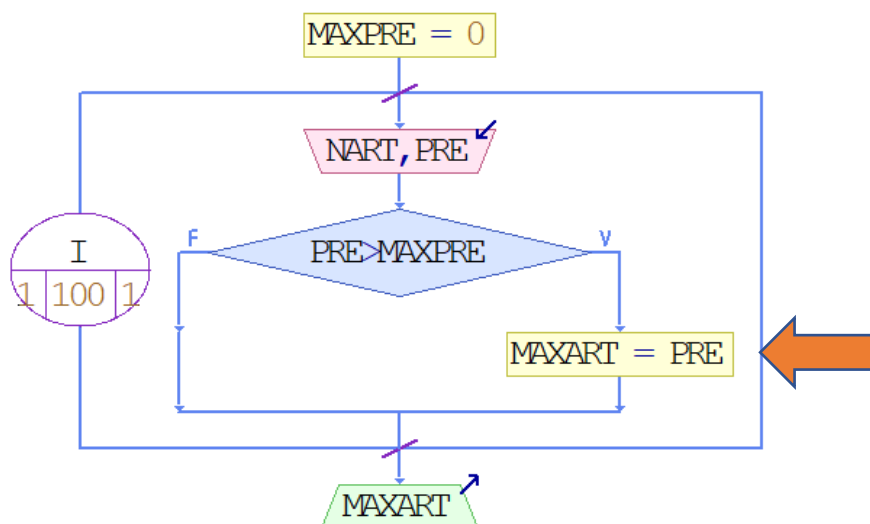 MAXPRE = 0
NART,PRE
F
PRE>MAXPRE
V
I
1 100 1
MAXART = PRE
MAXART